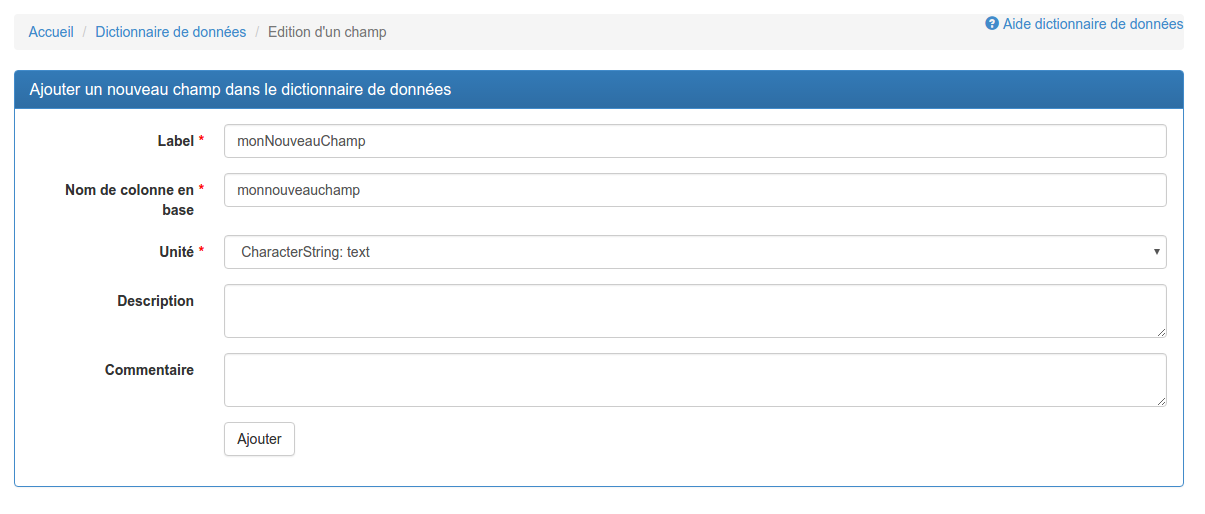 Accueil / Dictionnaire de données / Edition d'un champ
Aide dictionnaire de données
Ajouter un nouveau champ dans le dictionnaire de données
Label * monNouveauChamp
Nom de colonne en * monnouveauchamp
base
Unité * CharacterString: text
Description
Commentaire
Ajouter